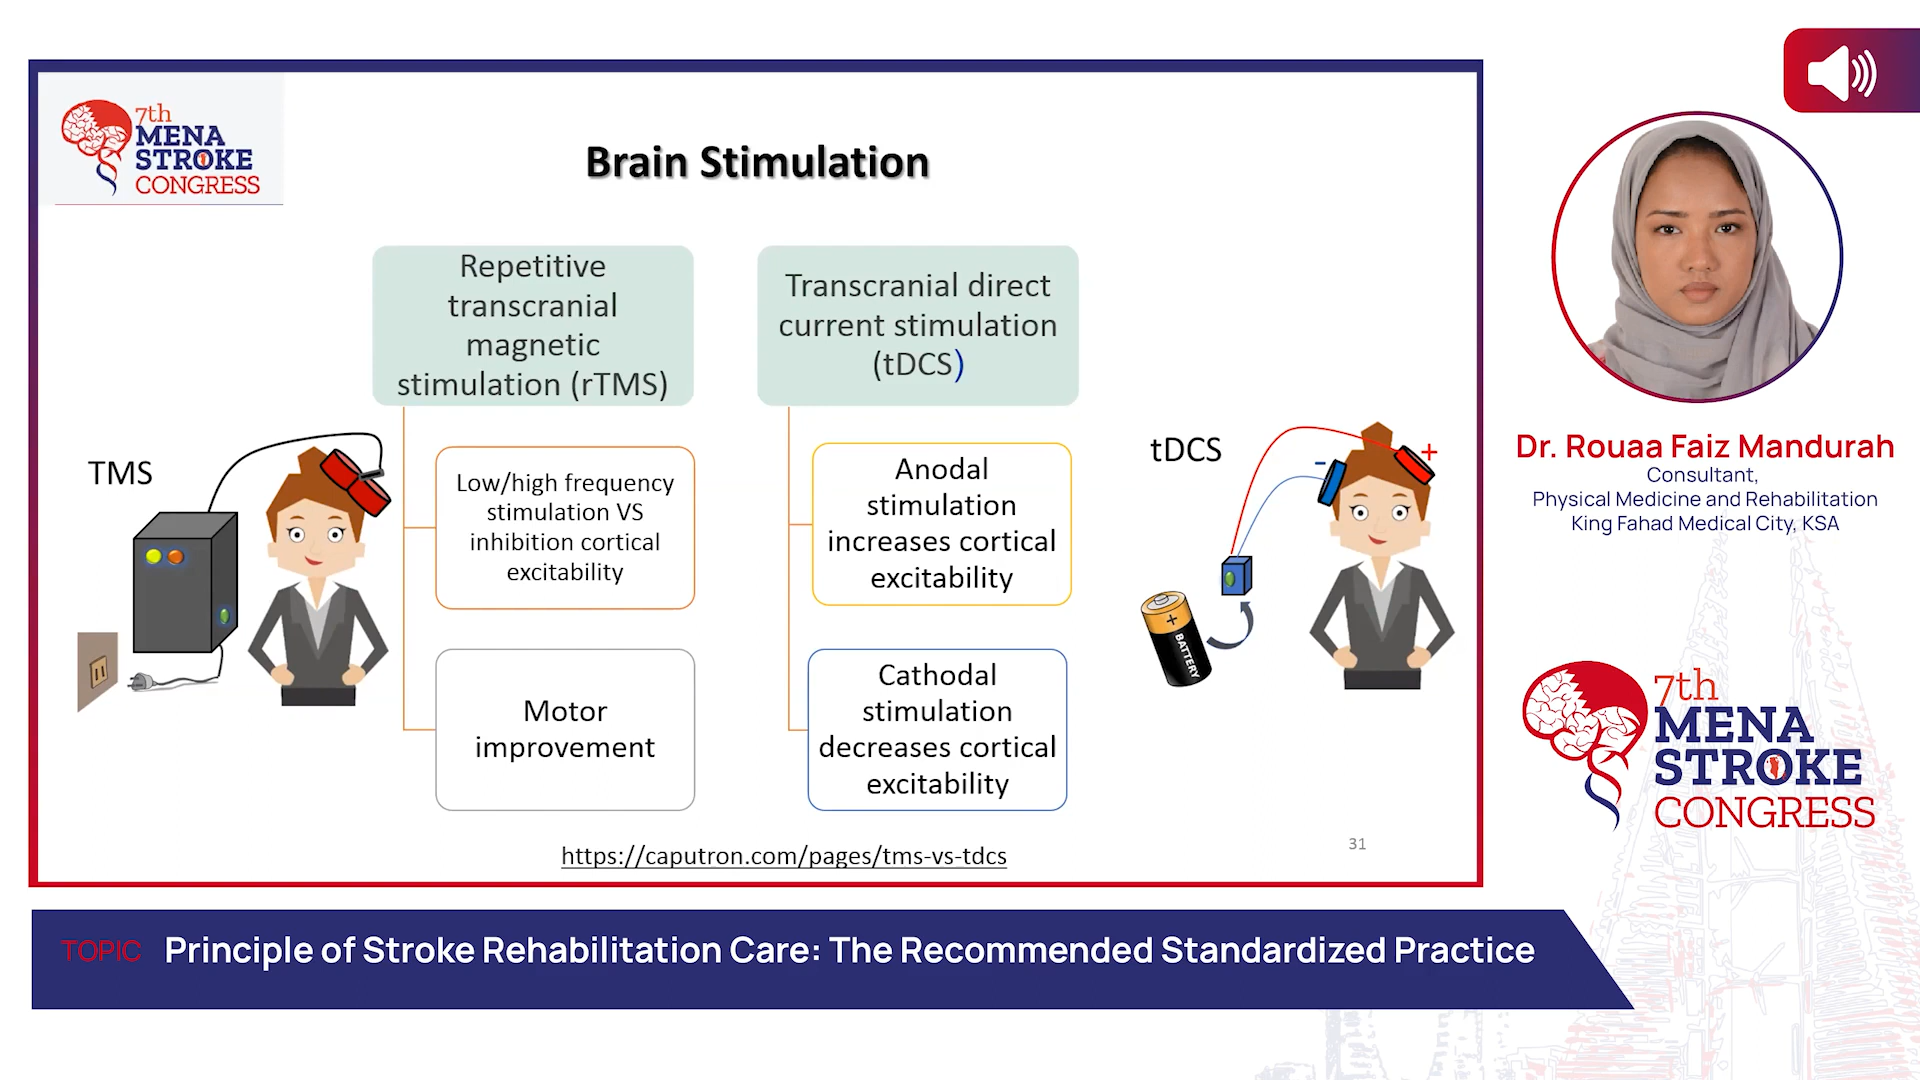 7th
MENA
STROKE
CONGRESS
Brain Stimulation
Repetitive
transcranial
magnetic
stimulation (rTMS)
Transcranial direct
current stimulation
(tDCS)
TMS
Low/high frequency
stimulation VS
inhibition cortical
excitability
Motor
improvement
Anodal
stimulation
increases cortical
excitability
Cathodal
stimulation
decreases cortical
excitability
tDCS
-
+
+
BATTERY
https://caputron.com/pages/tms-vs-tdcs
31
Dr. Rouaa Faiz Mandurah
Consultant,
Physical Medicine and Rehabilitation
King Fahad Medical City, KSA
7th
MENA
STROKE
CONGRESS
TOPIC Principle of Stroke Rehabilitation Care: The Recommended Standardized Practice